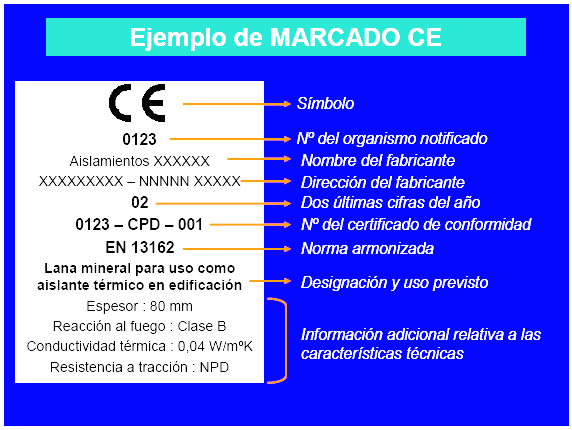 Ejemplo de MARCADO CE
CE
Símbolo
0123
Nº del organismo notificado
Aislamientos XXXXXX
Nombre del fabricante
XXXXXXXXX – NNNNN XXXXX
Dirección del fabricante
02
Dos últimas cifras del año
0123 – CPD – 001
Nº del certificado de conformidad
EN 13162
Norma armonizada
Lana mineral para uso como
aislante térmico en edificación
Designación y uso previsto
Espesor : 80 mm
Reacción al fuego : Clase B
Conductividad térmica : 0,04 W/mºK
Resistencia a tracción : NPD
Información adicional relativa a las
características técnicas